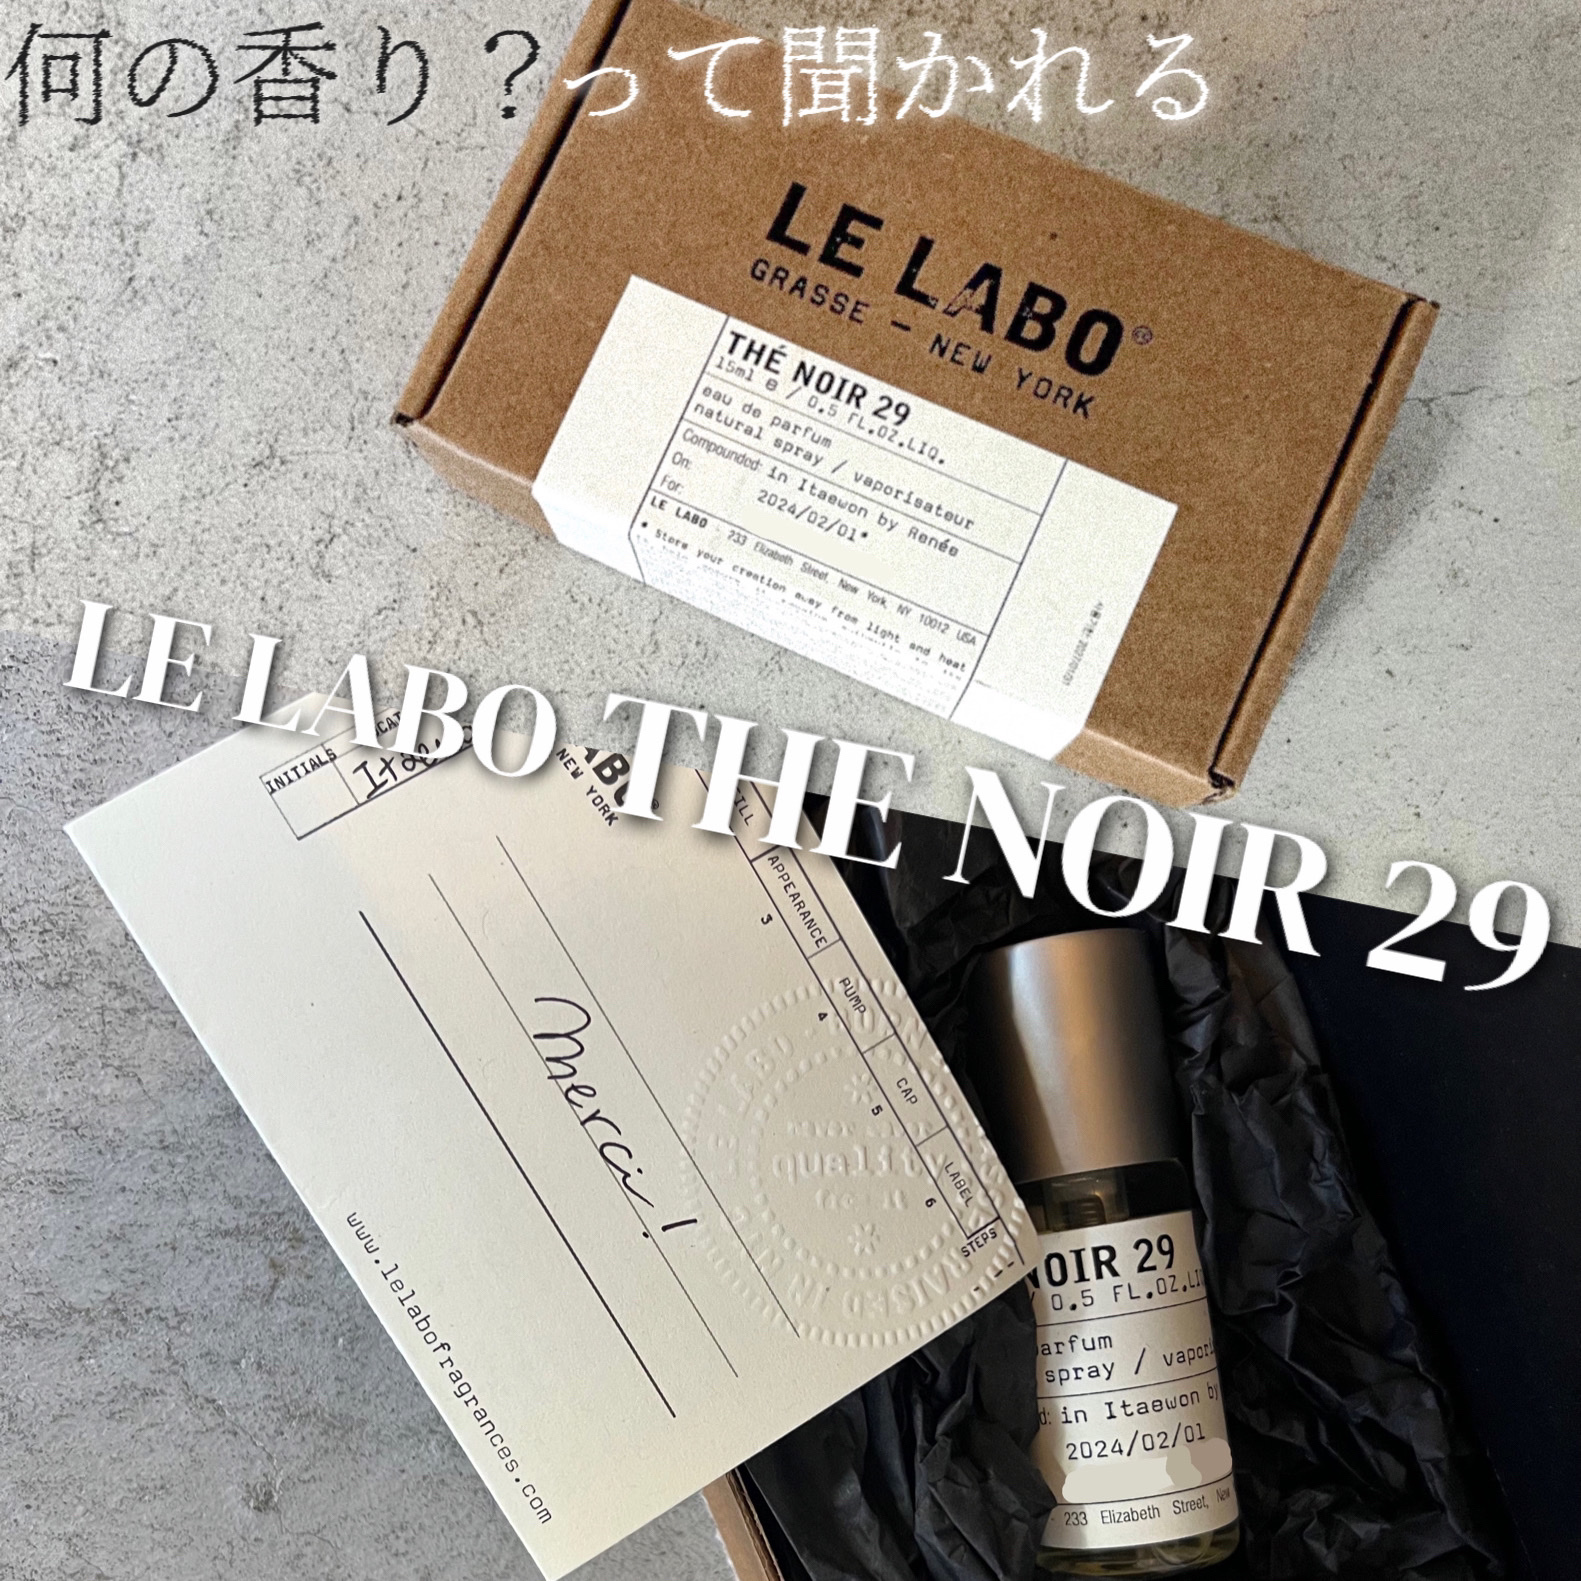 何の香り？って聞かれる
LE LABO®
GRASSE — NEW YORK
THÉ NOIR 29
15ml e / 0.5 FL.OZ.LIQ.
eau de parfum
natural spray / vaporisateur
Compounded: in Itaewon by Renée
On: 2024/02/01*
For:
LE LABO - 233 Elizabeth Street, New York, NY 10012 USA
* Store your creation away from light and heat
LE LABO THE NOIR 29
INITIALS
ABO®
NEW YORK
APPEARANCE
3
PUMP
4
CAP
5
LABEL
6
STEPS
Merci!
quality
www.lelabofragrances.com
NOIR 29
/ 0.5 FL.OZ.LI
arfum
spray / vapori
d: in Itaewon by
2024/02/01
233 Elizabeth Street, New